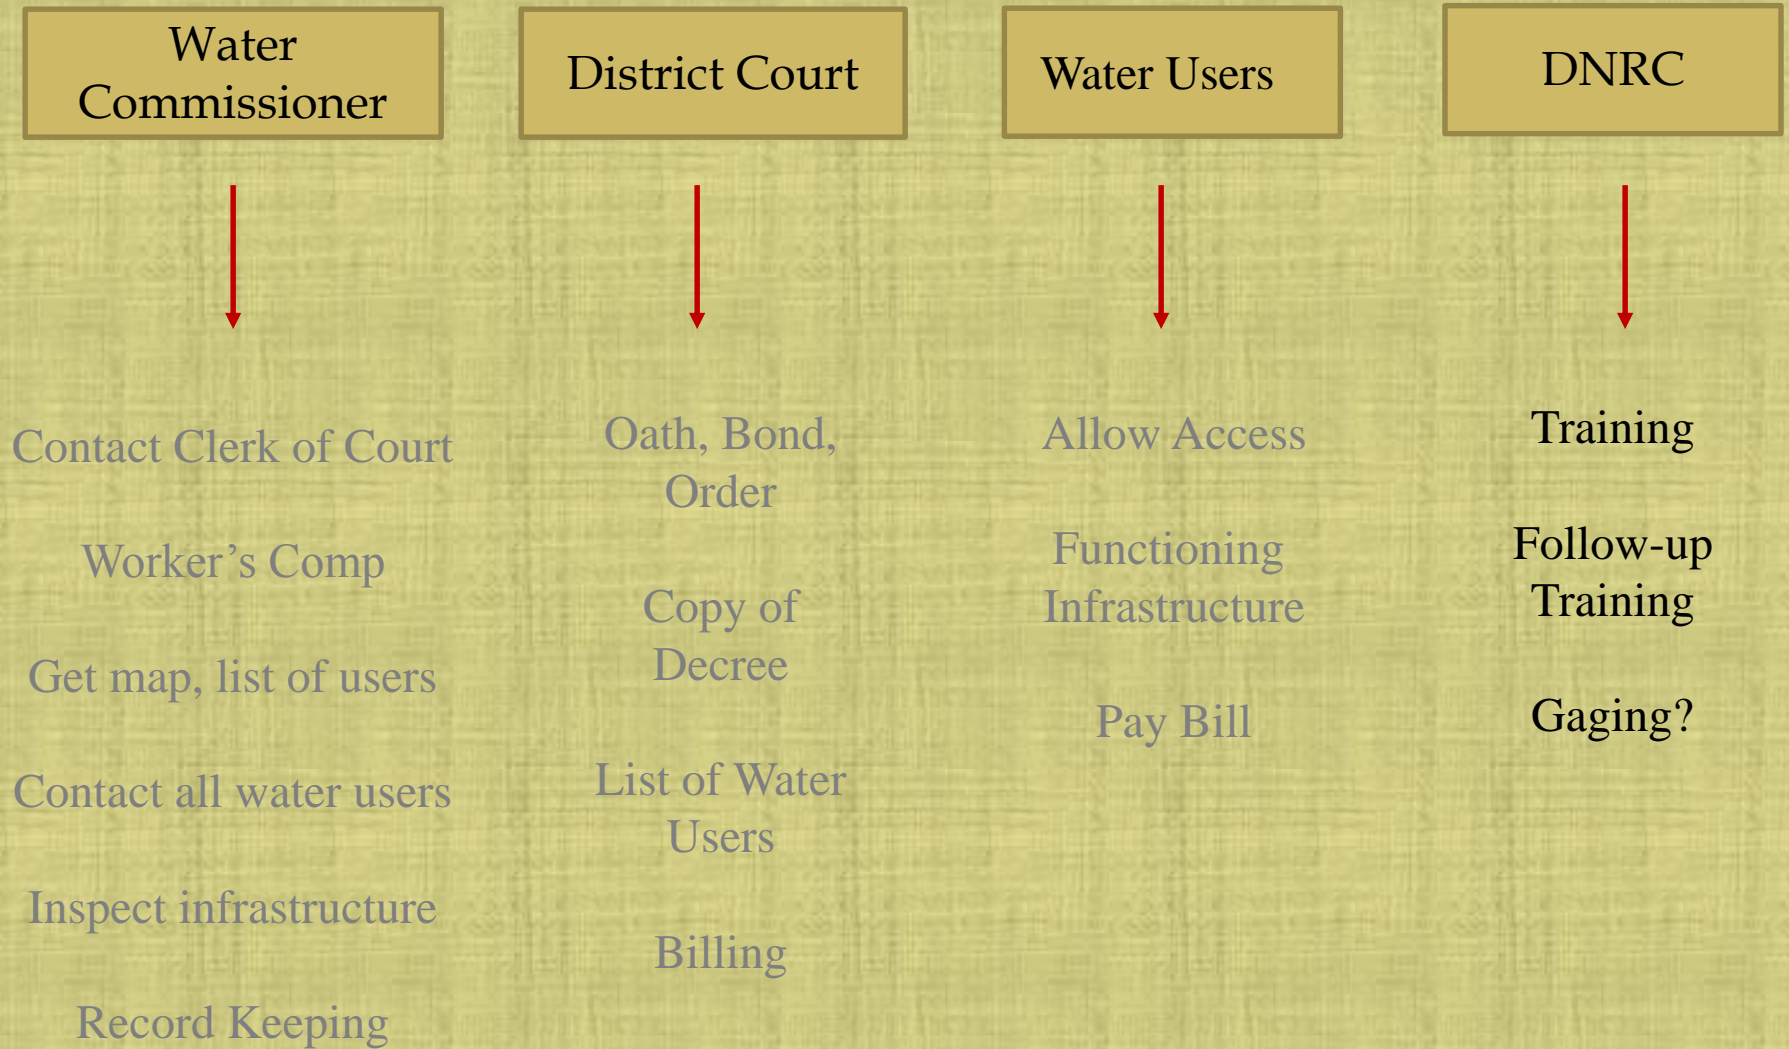 Water
Commissioner
District Court
Water Users
DNRC
Contact Clerk of Court
Worker’s Comp
Get map, list of users
Contact all water users
Inspect infrastructure
Record Keeping
Oath, Bond,
Order
Copy of
Decree
List of Water
Users
Billing
Allow Access
Functioning
Infrastructure
Pay Bill
Training
Follow-up
Training
Gaging?